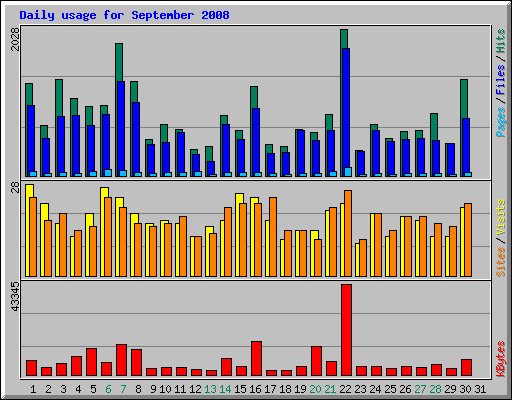 Daily usage for September 2008
2028
Pages / Files / Hits
28
Sites / Visits
43345
KBytes
1 2 3 4 5 6 7 8 9 10 11 12 13 14 15 16 17 18 19 20 21 22 23 24 25 26 27 28 29 30 31